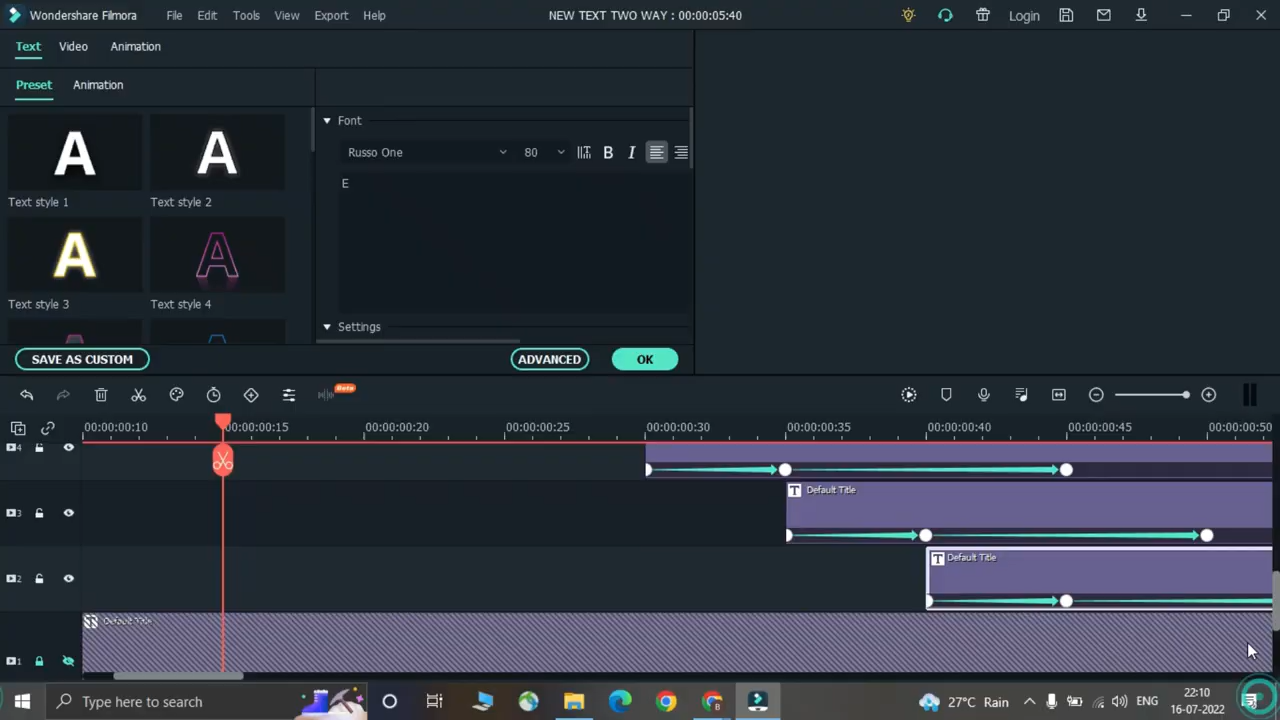 Wondershare Filmora File Edit Tools View Export Help NEW TEXT TWO WAY : 00:00:05:40 Login
Text Video Animation
Preset Animation
Font
A A
Russo One 80 B I
Text style 1 Text style 2
E
A A
Text style 3 Text style 4
Settings
SAVE AS CUSTOM ADVANCED OK
Beta
00:00:00:10 00:00:00:15 00:00:00:20 00:00:00:25 00:00:00:30 00:00:00:35 00:00:00:40 00:00:00:45 00:00:00:50
4
T Default Title
3
T Default Title
2
Default Title
1
Type here to search 27°C Rain ENG 22:10
16-07-2022